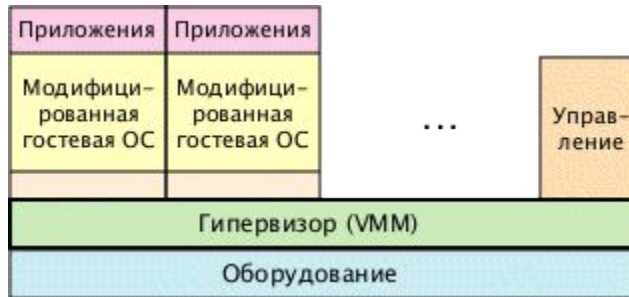 Приложения
Приложения
Модифици-
рованная
гостевая ОС
Модифици-
рованная
гостевая ОС
...
Управ-
ление
Гипервизор (VMM)
Оборудование